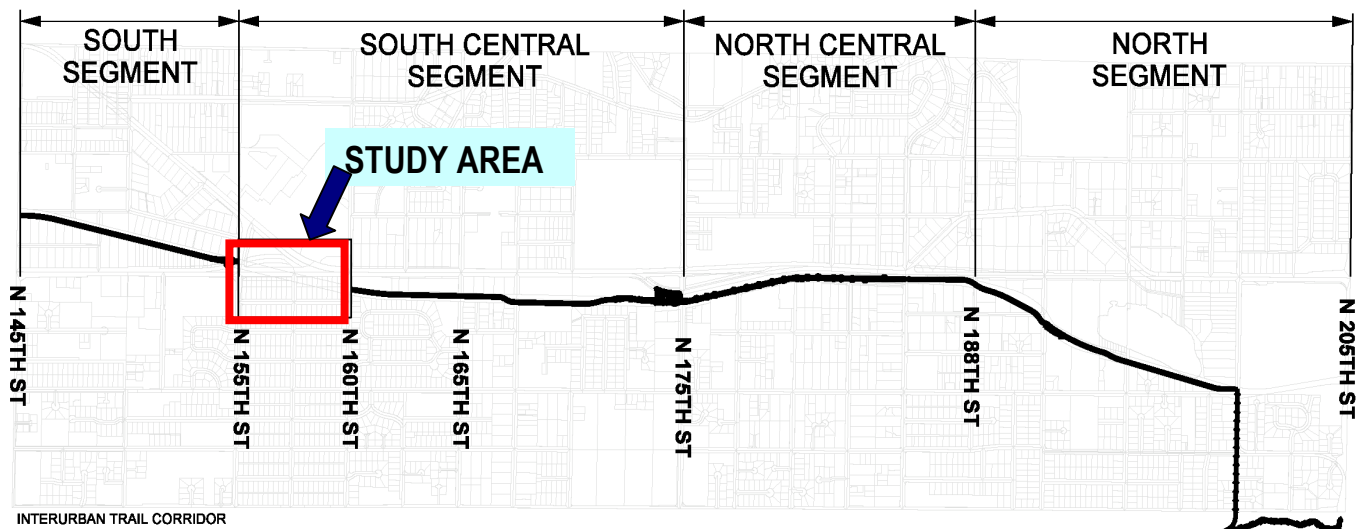 SOUTH
SEGMENT
SOUTH CENTRAL
SEGMENT
NORTH CENTRAL
SEGMENT
NORTH
SEGMENT
STUDY AREA
N 145TH ST
N 155TH ST
N 160TH ST
N 165TH ST
N 175TH ST
N 188TH ST
N 205TH ST
INTERURBAN TRAIL CORRIDOR